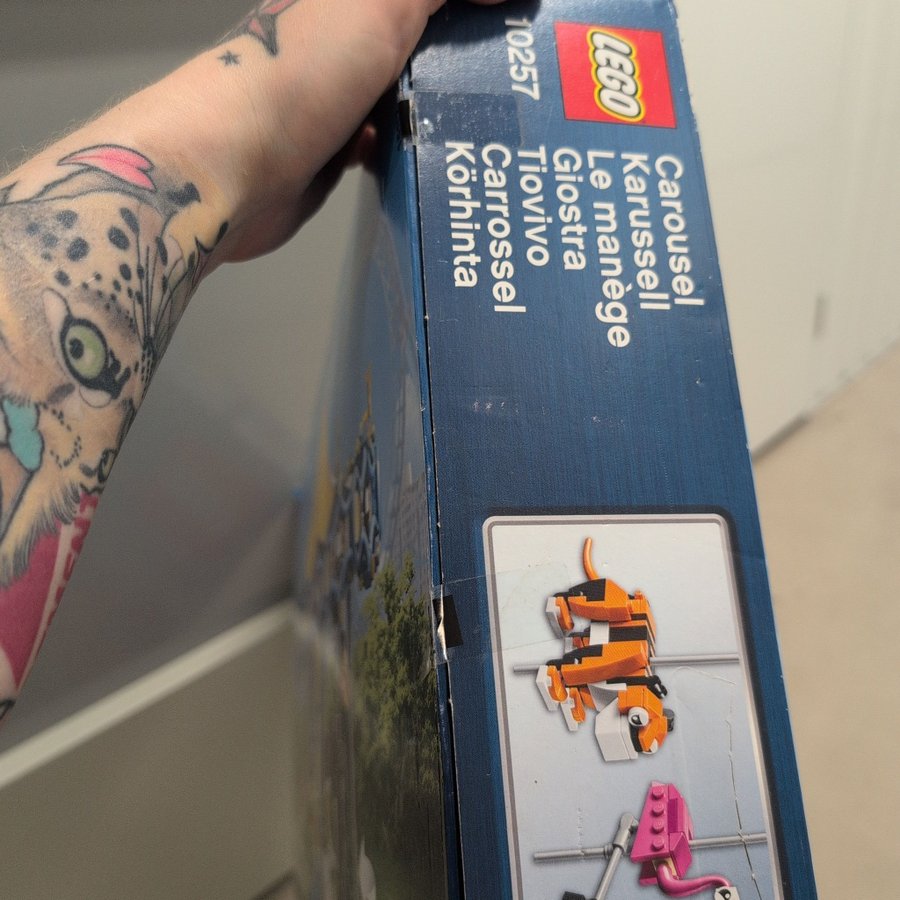 LEGO
10257
Carousel
Karussell
Le manège
Giostra
Tiovivo
Carrossel
Körhinta